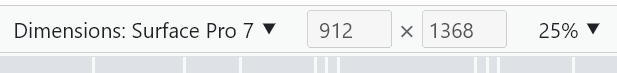 Dimensions: Surface Pro 7 ▼ 912 × 1368 25% ▼